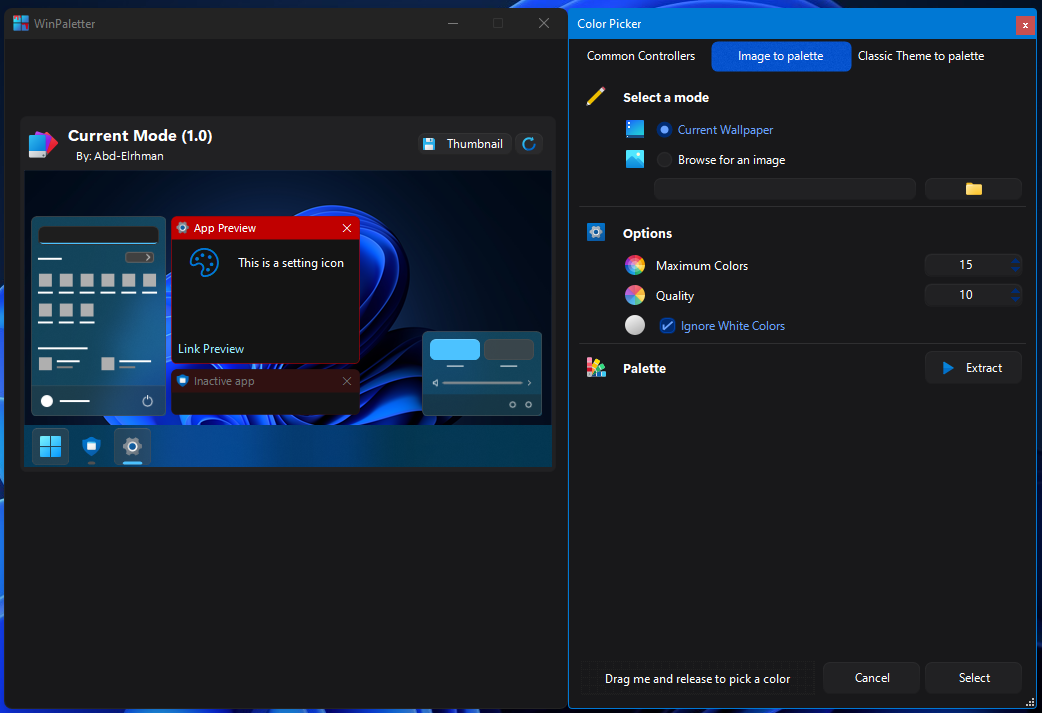 WinPaletter
Current Mode (1.0)
By: Abd-Elrhman
Thumbnail
App Preview
This is a setting icon
Link Preview
Inactive app
Color Picker
x
Common Controllers
Image to palette
Classic Theme to palette
Select a mode
Current Wallpaper
Browse for an image
Options
Maximum Colors
15
Quality
10
Ignore White Colors
Palette
Extract
Drag me and release to pick a color
Cancel
Select